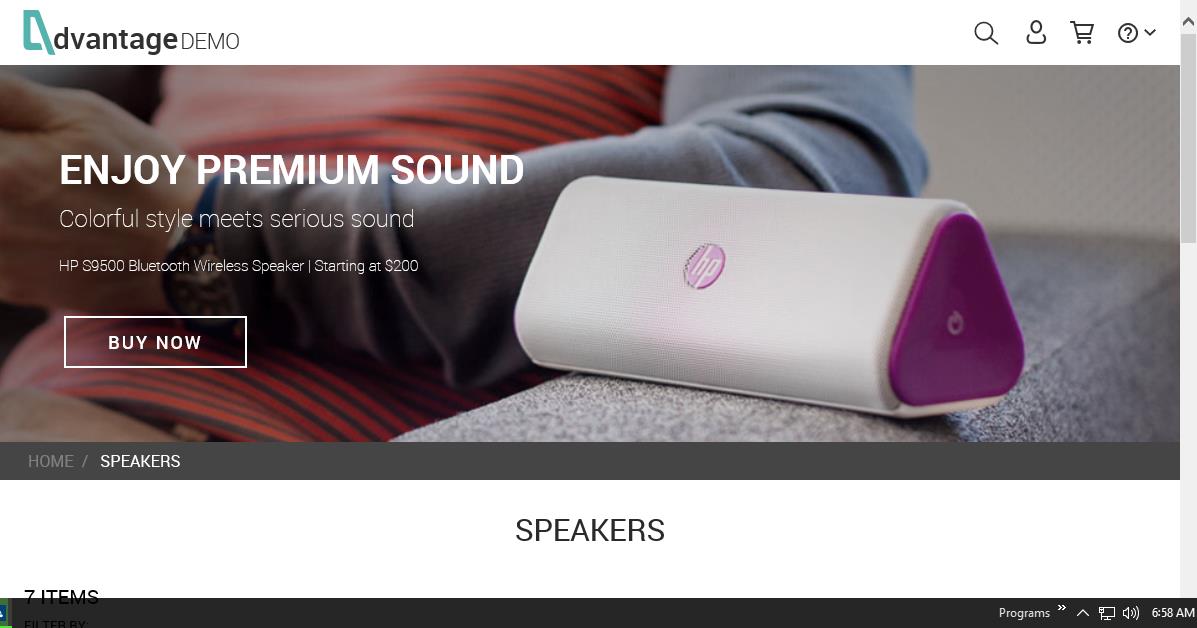 dvantage DEMO
ENJOY PREMIUM SOUND
Colorful style meets serious sound
HP S9500 Bluetooth Wireless Speaker | Starting at $200
hp
BUY NOW
HOME / SPEAKERS
SPEAKERS
7 ITEMS
FILTER BY:
Programs »
6:58 AM